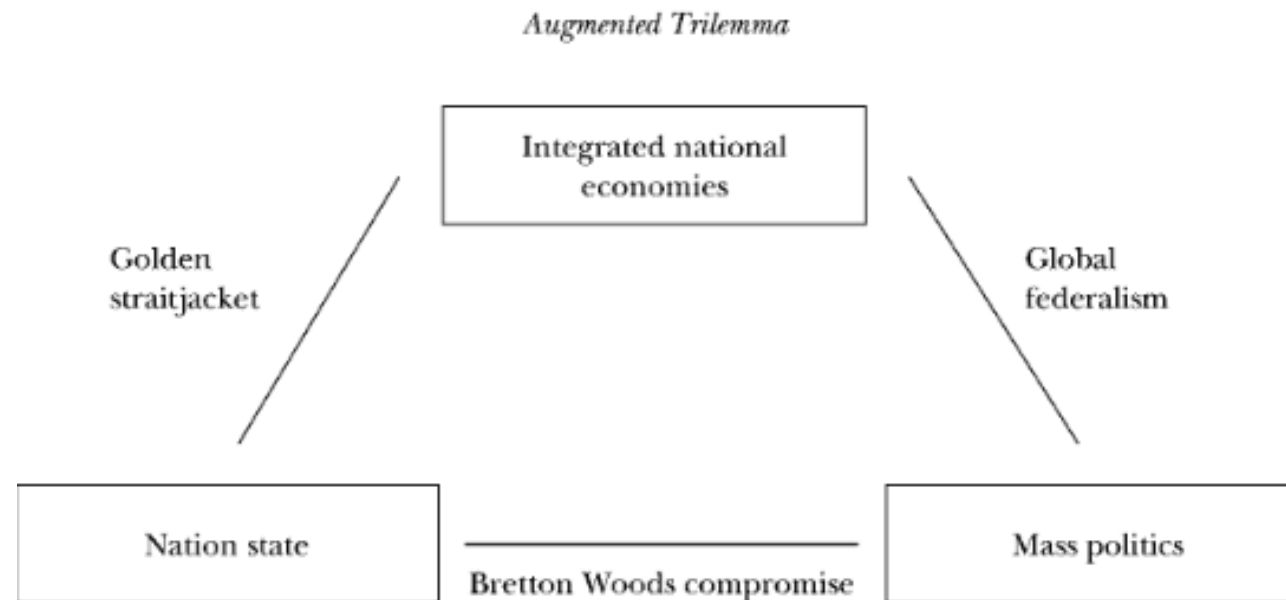 Augmented Trilemma
Integrated national
economies
Golden
straitjacket
Global
federalism
Nation state
Mass politics
Bretton Woods compromise